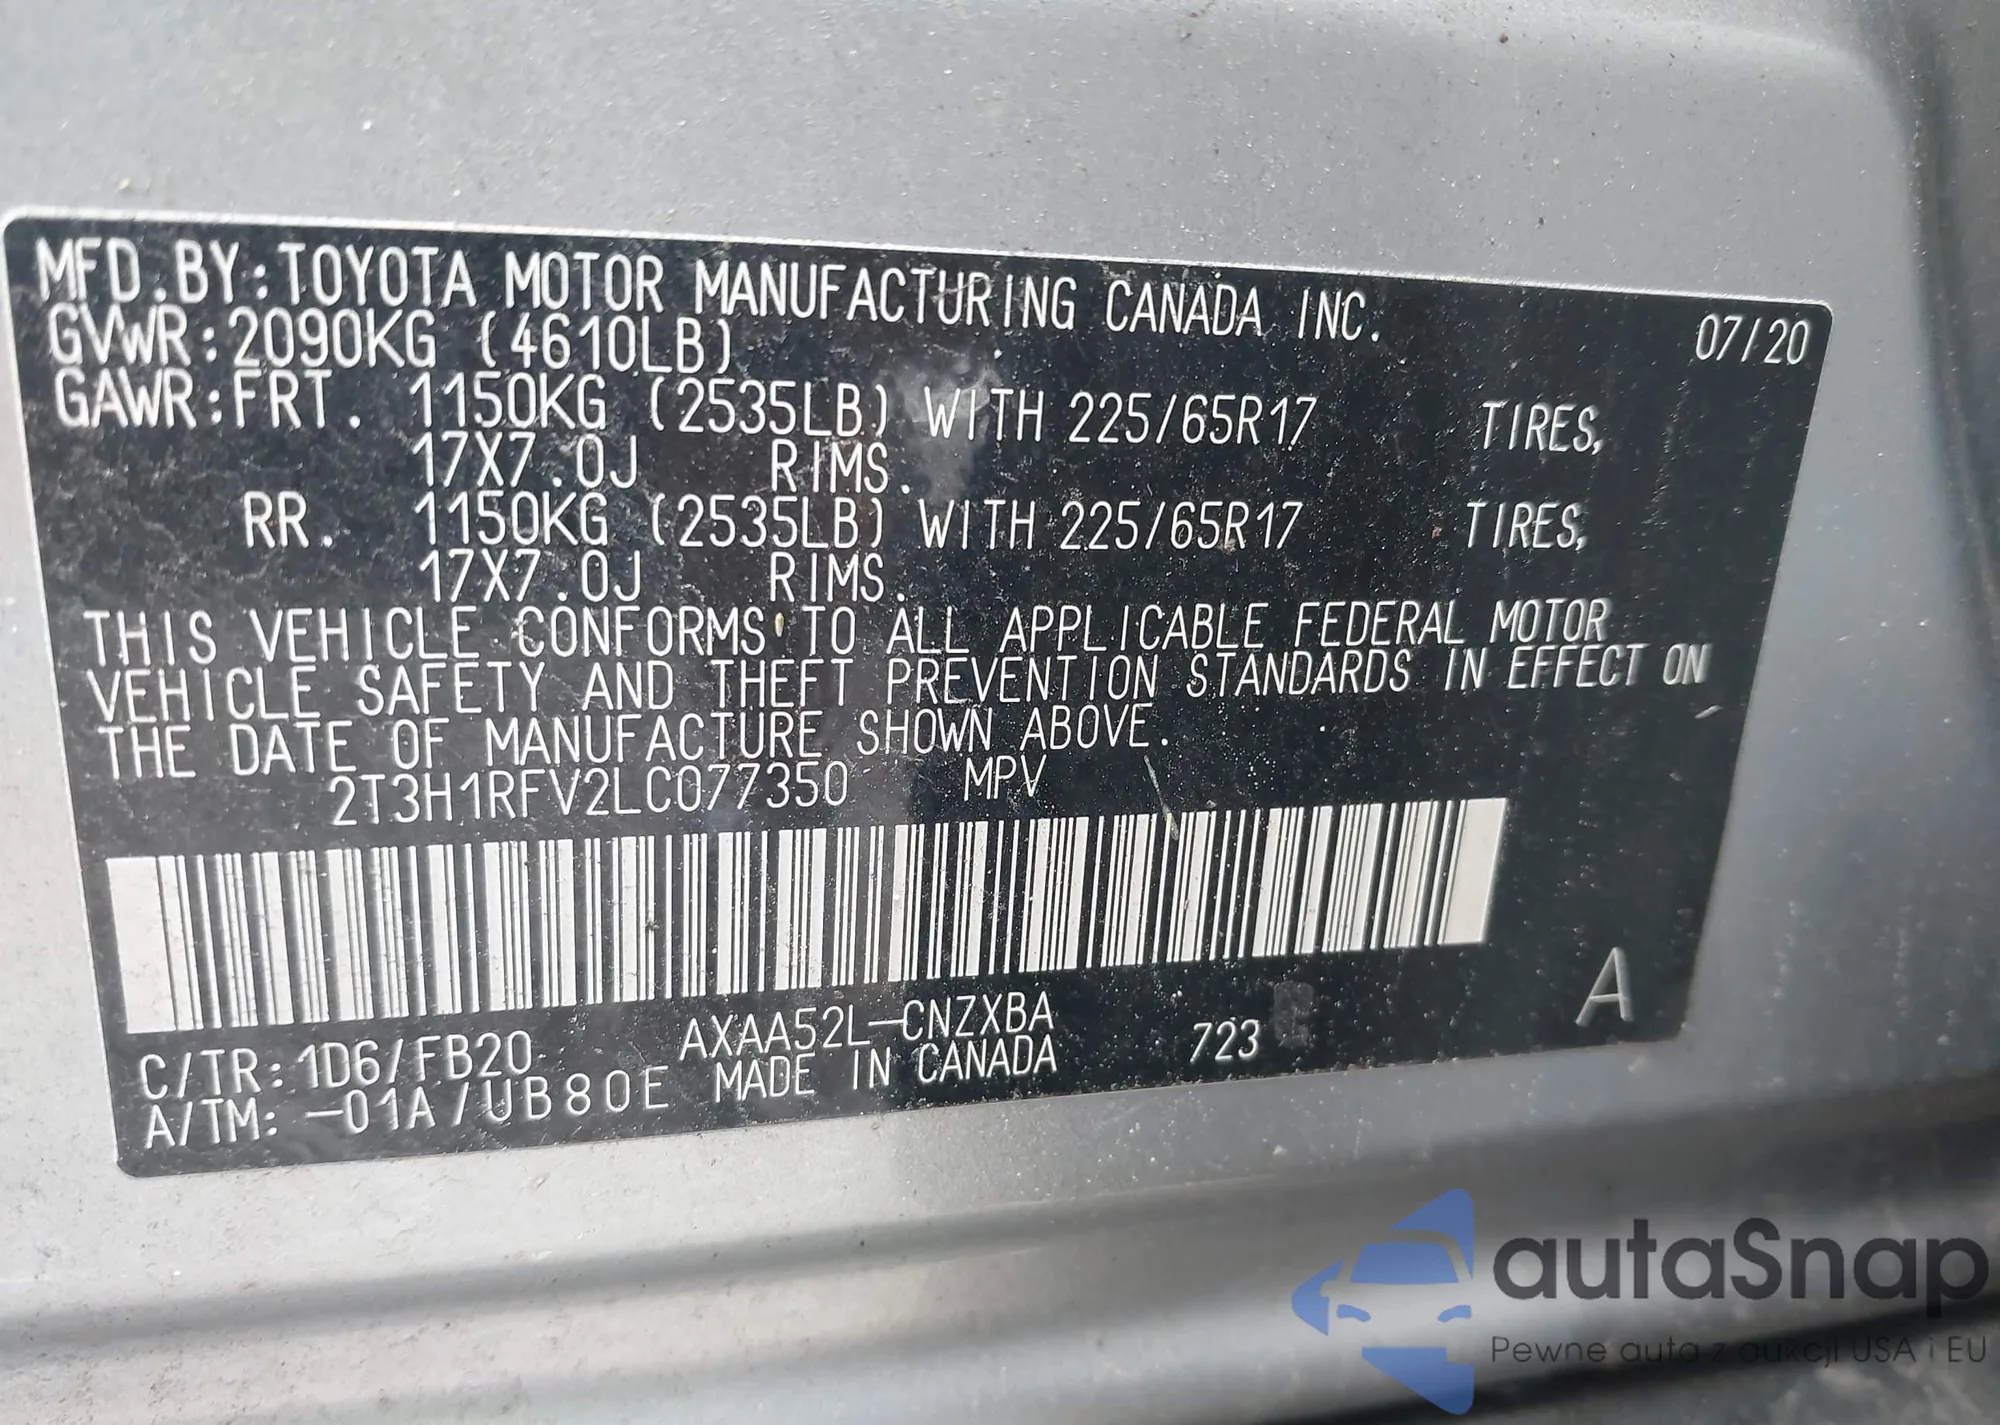 MFD.BY:TOYOTA MOTOR MANUFACTURING CANADA INC. 07/20
GVWR:2090KG (4610LB)
GAWR:FRT. 1150KG (2535LB) WITH 225/65R17 TIRES,
17X7.0J RIMS.
RR. 1150KG (2535LB) WITH 225/65R17 TIRES,
17X7.0J RIMS.
THIS VEHICLE CONFORMS TO ALL APPLICABLE FEDERAL MOTOR
VEHICLE SAFETY AND THEFT PREVENTION STANDARDS IN EFFECT ON
THE DATE OF MANUFACTURE SHOWN ABOVE.
2T3H1RFV2LC077350 MPV
A
C/TR:1D6/FB20 AXAA52L-CNZXBA 723
A/TM: -01A/UB80E MADE IN CANADA
autaSnap
Pewne auta z aukcji USA i EU